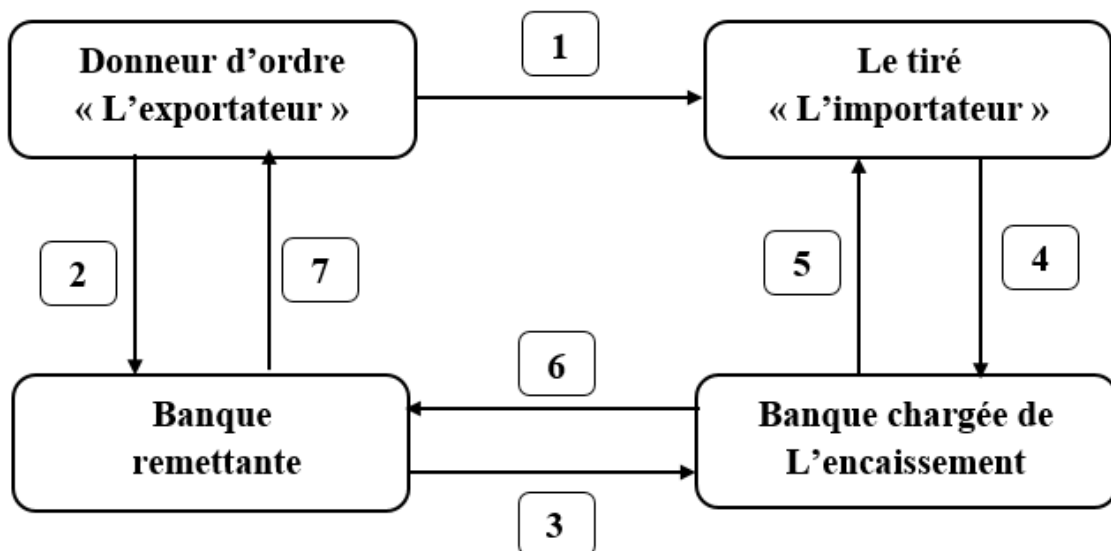 Donneur d’ordre
« L’exportateur »
1
Le tiré
« L’importateur »
2
7
5
4
6
Banque
remettante
Banque chargée de
L’encaissement
3